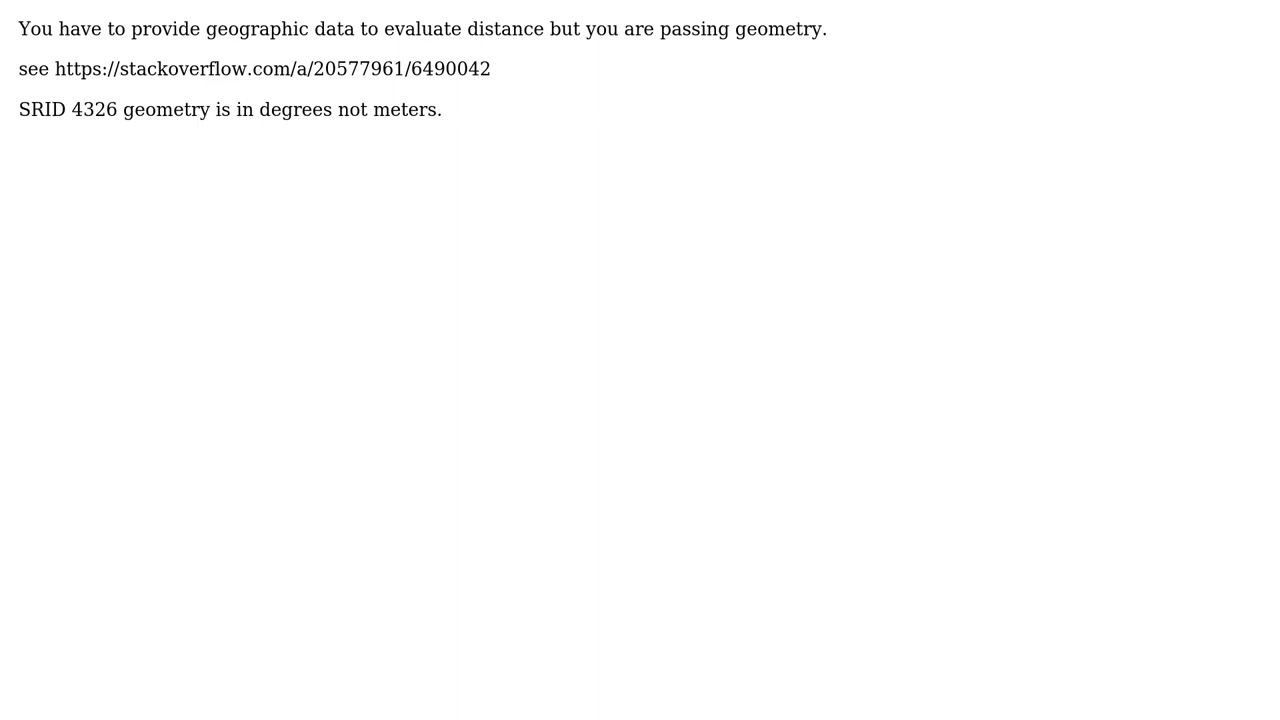 You have to provide geographic data to evaluate distance but you are passing geometry.
see https://stackoverflow.com/a/20577961/6490042
SRID 4326 geometry is in degrees not meters.